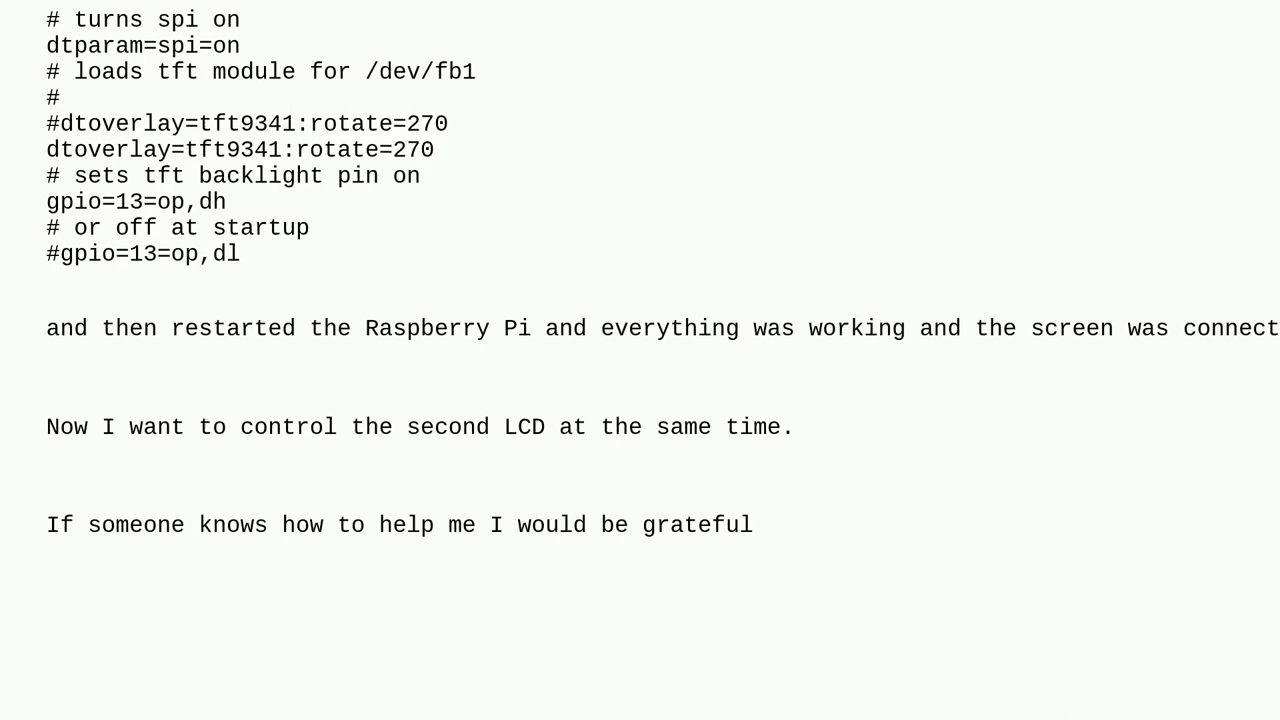 # turns spi on
dtparam=spi=on
# loads tft module for /dev/fb1
#
#dtoverlay=tft9341:rotate=270
dtoverlay=tft9341:rotate=270
# sets tft backlight pin on
gpio=13=op,dh
# or off at startup
#gpio=13=op,dl
and then restarted the Raspberry Pi and everything was working and the screen was connect
Now I want to control the second LCD at the same time.
If someone knows how to help me I would be grateful